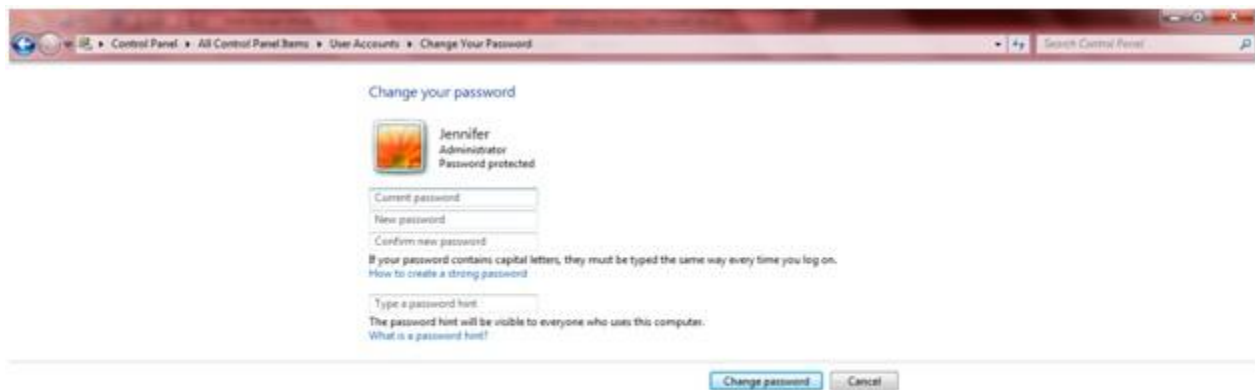 Control Panel ▸ All Control Panel Items ▸ User Accounts ▸ Change Your Password
Search Control Panel
Change your password
Jennifer
Administrator
Password protected
Current password
New password
Confirm new password
If your password contains capital letters, they must be typed the same way every time you log on.
How to create a strong password
Type a password hint
The password hint will be visible to everyone who uses this computer.
What is a password hint?
Change password
Cancel